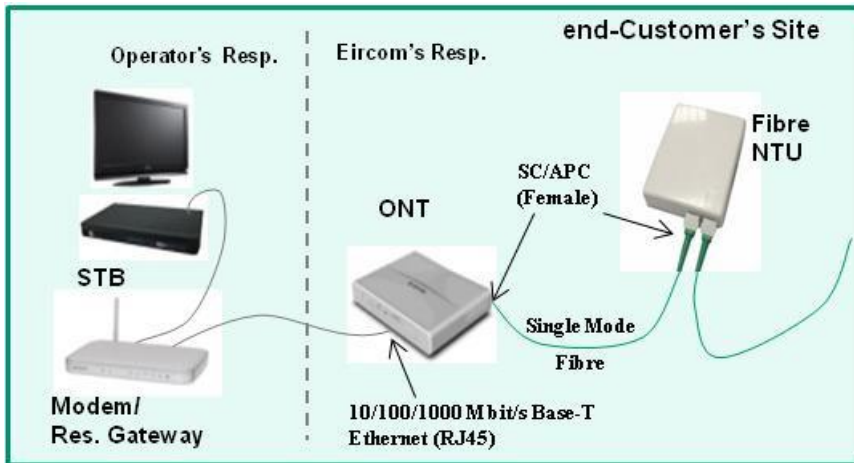 end-Customer's Site
Operator's Resp.
Eircom's Resp.
Fibre
NTU
SC/APC
(Female)
ONT
STB
Single Mode
Fibre
Modem/
Res. Gateway
10/100/1000 Mbit/s Base-T
Ethernet (RJ45)